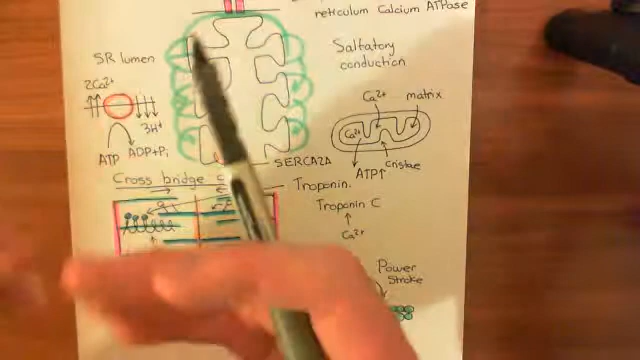 reticulum Calcium ATPase
SR lumen
Saltatory
conduction
2Ca²⁺
3H⁺
ATP
ADP+Pᵢ
SERCA2A
Ca²⁺
matrix
Ca²⁺
cristae
ATP↑
Cross bridge c
Troponin.
Troponin C
↑
Ca²⁺
Power
Stroke